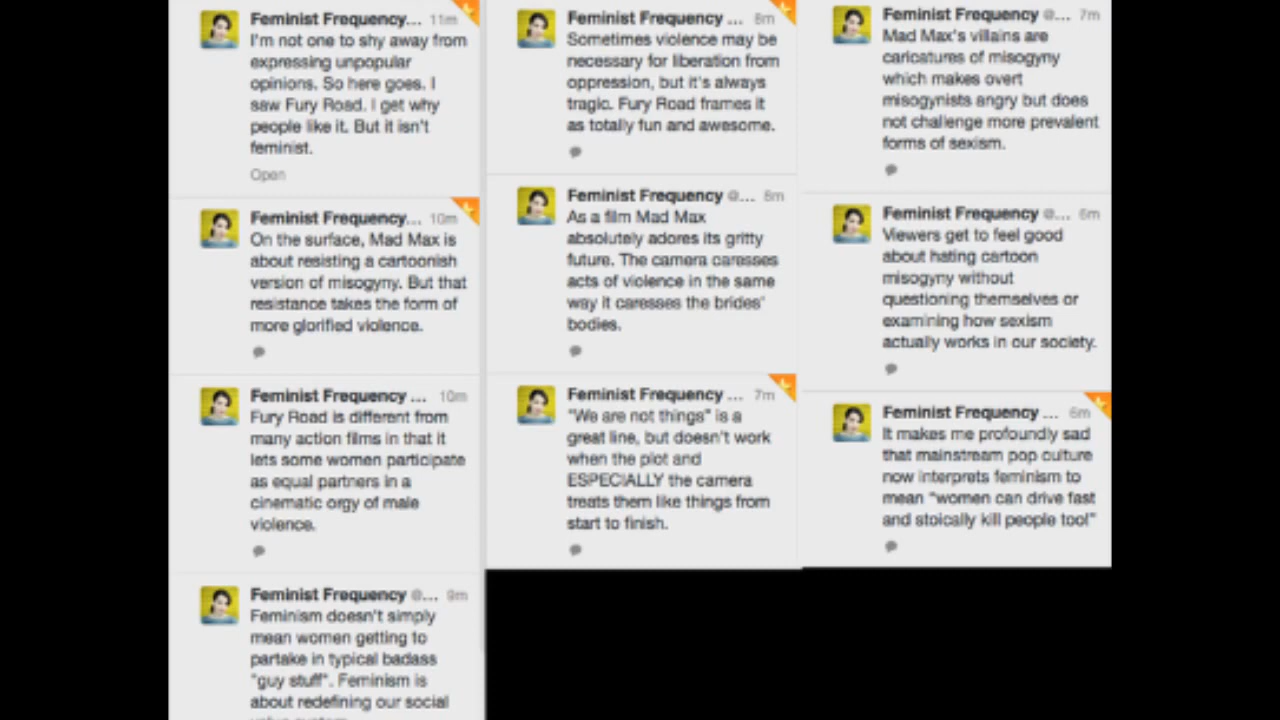 Feminist Frequency... 11m
I'm not one to shy away from
expressing unpopular
opinions. So here goes. I
saw Fury Road. I get why
people like it. But it isn't
feminist.
Open
Feminist Frequency... 10m
On the surface, Mad Max is
about resisting a cartoonish
version of misogyny. But that
resistance takes the form of
more glorified violence.
Feminist Frequency ... 10m
Fury Road is different from
many action films in that it
lets some women participate
as equal partners in a
cinematic orgy of male
violence.
Feminist Frequency @... 9m
Feminism doesn't simply
mean women getting to
partake in typical badass
"guy stuff". Feminism is
about redefining our social
Feminist Frequency ... 8m
Sometimes violence may be
necessary for liberation from
oppression, but it's always
tragic. Fury Road frames it
as totally fun and awesome.
Feminist Frequency @... 8m
As a film Mad Max
absolutely adores its gritty
future. The camera caresses
acts of violence in the same
way it caresses the brides'
bodies.
Feminist Frequency ... 7m
"We are not things" is a
great line, but doesn't work
when the plot and
ESPECIALLY the camera
treats them like things from
start to finish.
Feminist Frequency @... 7m
Mad Max's villains are
caricatures of misogyny
which makes overt
misogynists angry but does
not challenge more prevalent
forms of sexism.
Feminist Frequency @... 6m
Viewers get to feel good
about hating cartoon
misogyny without
questioning themselves or
examining how sexism
actually works in our society.
Feminist Frequency ... 6m
It makes me profoundly sad
that mainstream pop culture
now interprets feminism to
mean "women can drive fast
and stoically kill people too!"